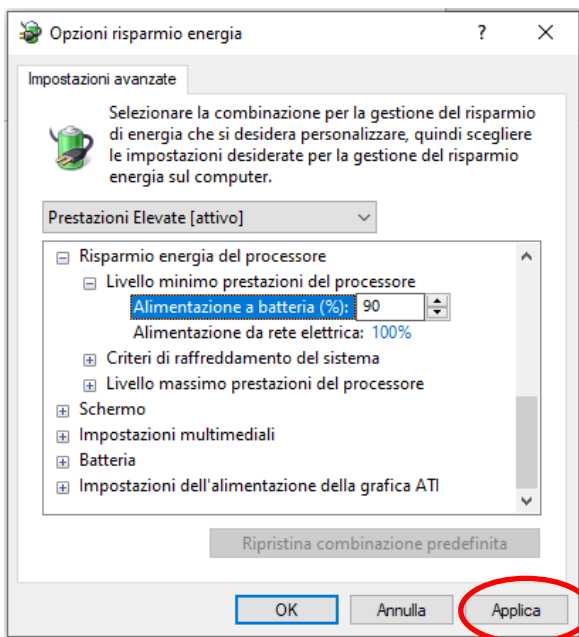 Opzioni risparmio energia
Impostazioni avanzate
Selezionare la combinazione per la gestione del risparmio
di energia che si desidera personalizzare, quindi scegliere
le impostazioni desiderate per la gestione del risparmio
energia sul computer.
Prestazioni Elevate [attivo]
Risparmio energia del processore
Livello minimo prestazioni del processore
Alimentazione a batteria (%): 90
Alimentazione da rete elettrica: 100%
Criteri di raffreddamento del sistema
Livello massimo prestazioni del processore
Schermo
Impostazioni multimediali
Batteria
Impostazioni dell'alimentazione della grafica ATI
Ripristina combinazione predefinita
OK Annulla Applica